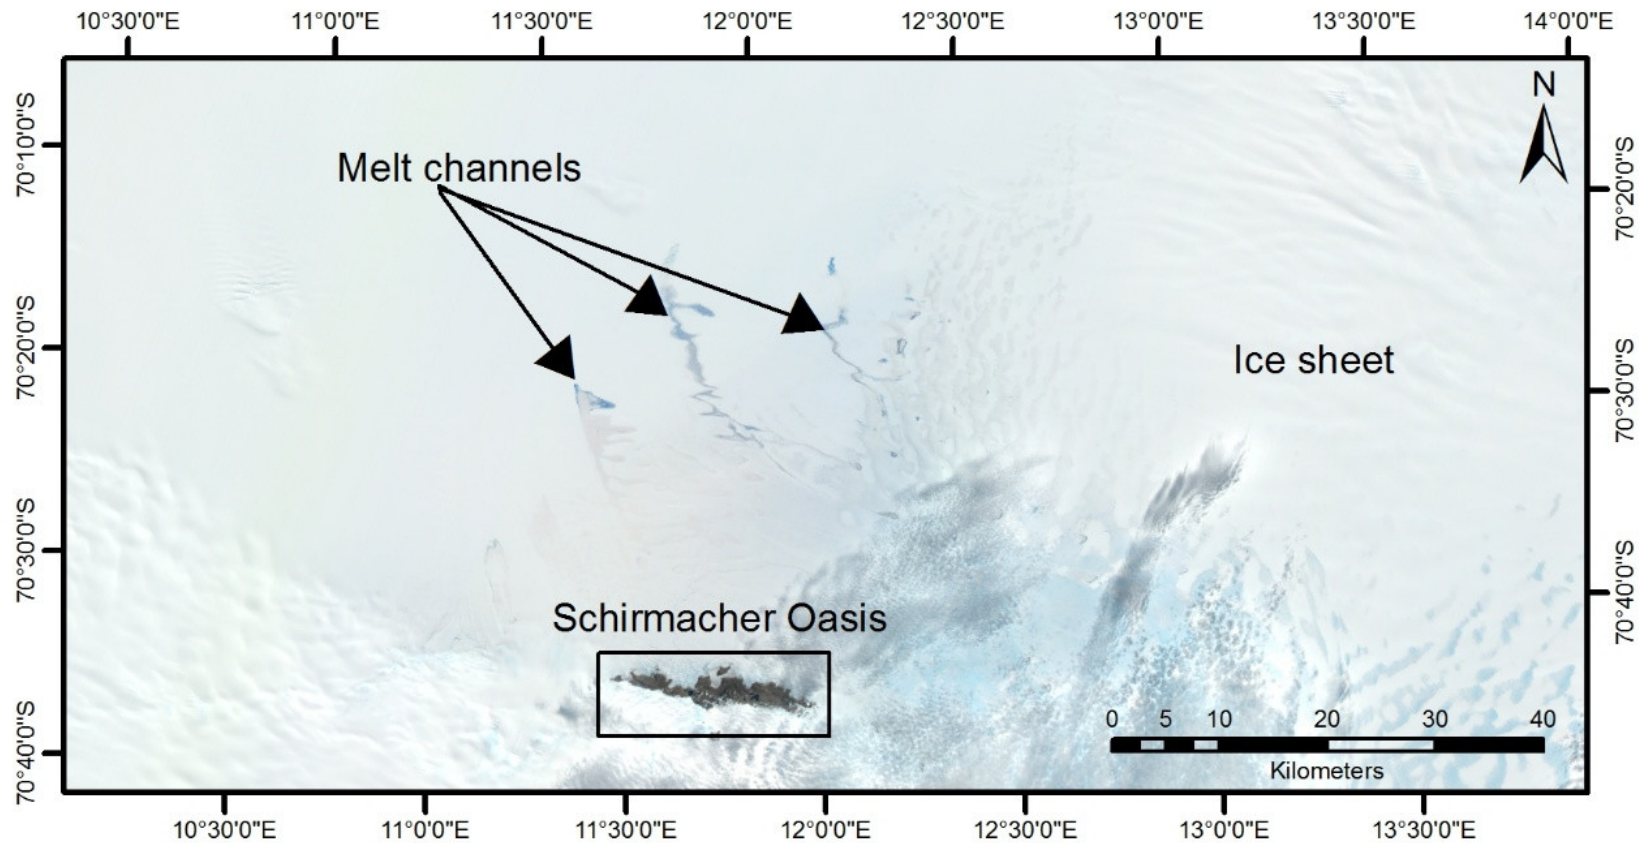 10°30'0"E 11°0'0"E 11°30'0"E 12°0'0"E 12°30'0"E 13°0'0"E 13°30'0"E 14°0'0"E
N
70°10'0"S
70°20'0"S
70°30'0"S
70°40'0"S
Melt channels
Ice sheet
Schirmacher Oasis
70°20'0"S
70°30'0"S
70°40'0"S
0 5 10 20 30 40
Kilometers
10°30'0"E 11°0'0"E 11°30'0"E 12°0'0"E 12°30'0"E 13°0'0"E 13°30'0"E